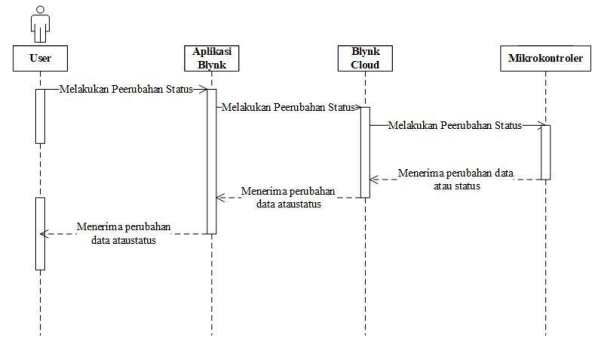 User
Aplikasi
Blynk
Blynk
Cloud
Mikrokontroler
Melakukan Peerubahan Status
Melakukan Peerubahan Status
Melakukan Peerubahan Status
Menerima perubahan data
atau status
Menerima perubahan
data ataustatus
Menerima perubahan
data ataustatus